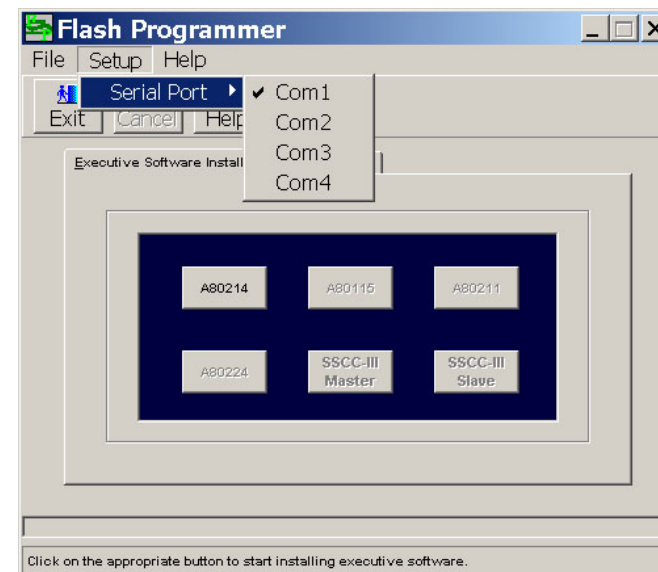 Flash Programmer
File Setup Help
Serial Port
Com1
Com2
Com3
Com4
Exit Cancel Help
Executive Software Install
A80214 A80115 A80211
A80224 SSCC-III Master SSCC-III Slave
Click on the appropriate button to start installing executive software.